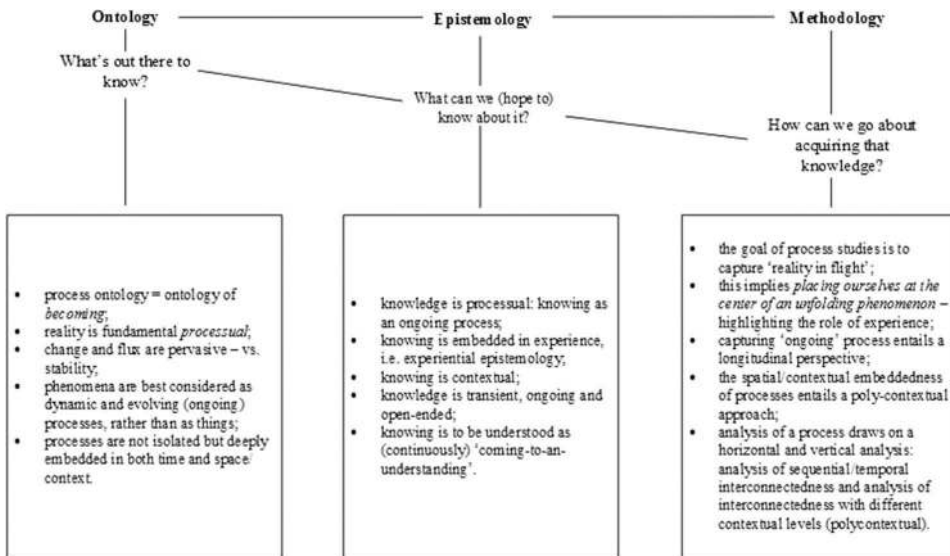 Ontology
Epistemology
Methodology
What's out there to
know?
What can we (hope to)
know about it?
How can we go about
acquiring that
knowledge?
• process ontology = ontology of
becoming;
• reality is fundamental processual;
• change and flux are pervasive – vs.
stability;
• phenomena are best considered as
dynamic and evolving (ongoing)
processes, rather than as things;
• processes are not isolated but deeply
embedded in both time and space/
context.
• knowledge is processual: knowing as
an ongoing process;
• knowing is embedded in experience,
i.e. experiential epistemology;
• knowing is contextual;
• knowledge is transient, ongoing and
open-ended;
• knowing is to be understood as
(continuously) 'coming-to-an-
understanding'.
• the goal of process studies is to
capture 'reality in flight';
• this implies placing ourselves at the
center of an unfolding phenomenon –
highlighting the role of experience;
• capturing 'ongoing' process entails a
longitudinal perspective;
• the spatial/contextual embeddedness
of processes entails a poly-contextual
approach;
• analysis of a process draws on a
horizontal and vertical analysis:
analysis of sequential/temporal
interconnectedness and analysis of
interconnectedness with different
contextual levels (polycontextual).